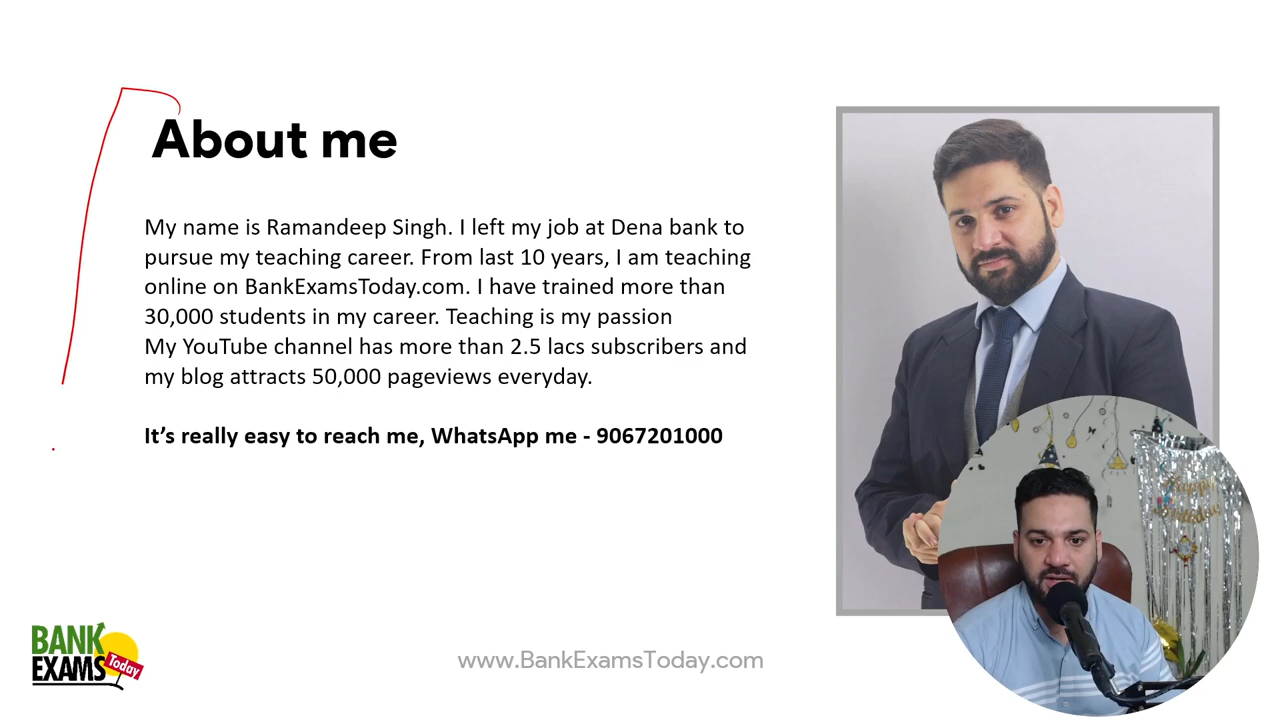 About me
My name is Ramandeep Singh. I left my job at Dena bank to
pursue my teaching career. From last 10 years, I am teaching
online on BankExamsToday.com. I have trained more than
30,000 students in my career. Teaching is my passion
My YouTube channel has more than 2.5 lacs subscribers and
my blog attracts 50,000 pageviews everyday.
It's really easy to reach me, WhatsApp me - 9067201000
Happy
Birthday
BANK
EXAMS
Today
www.BankExamsToday.com